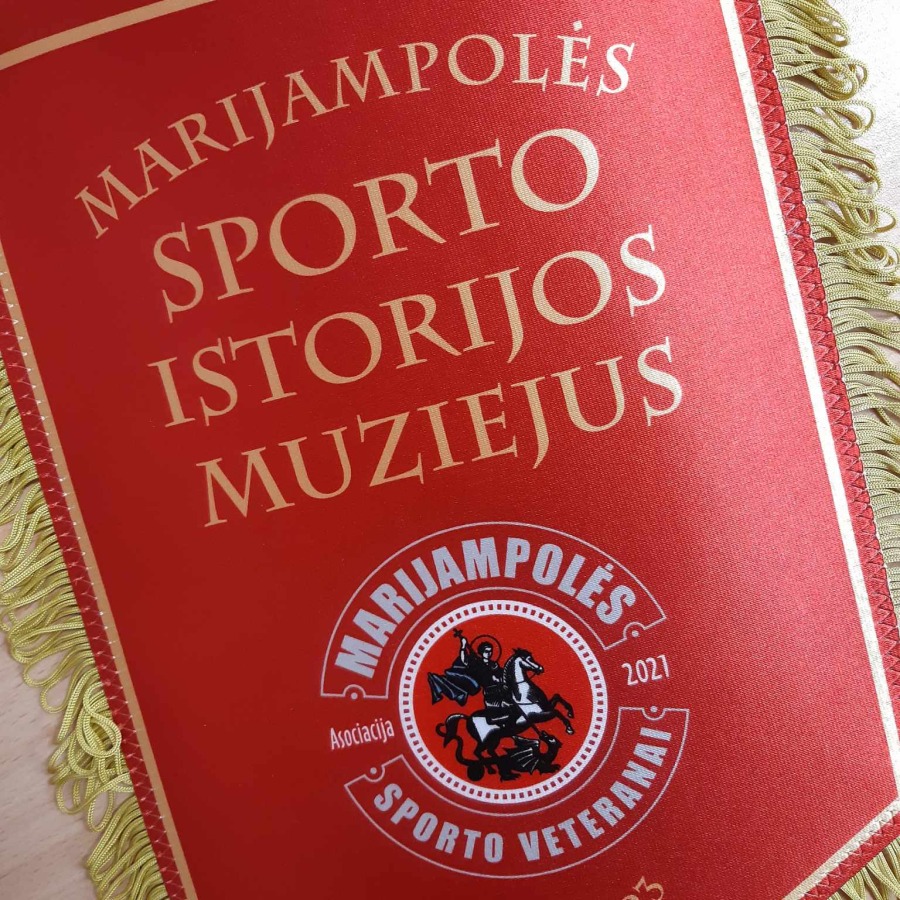 MARIJAMPOLĖS
SPORTO
ISTORIJOS
MUZIEJUS
MARIJAMPOLĖS
Asociacija
2021
SPORTO VETERANAI